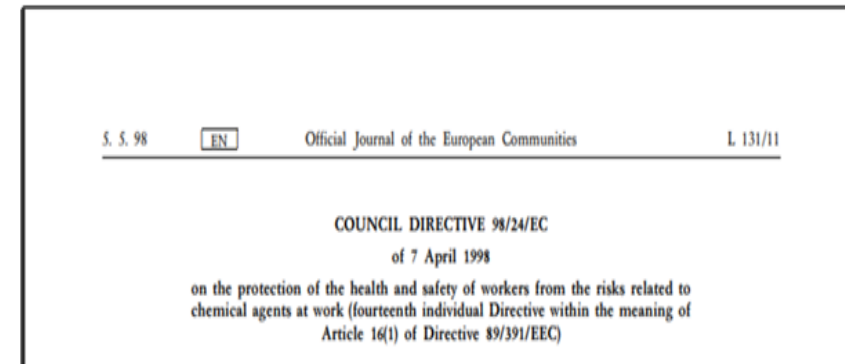 5. 5. 98 EN Official Journal of the European Communities L 131/11
COUNCIL DIRECTIVE 98/24/EC
of 7 April 1998
on the protection of the health and safety of workers from the risks related to
chemical agents at work (fourteenth individual Directive within the meaning of
Article 16(1) of Directive 89/391/EEC)